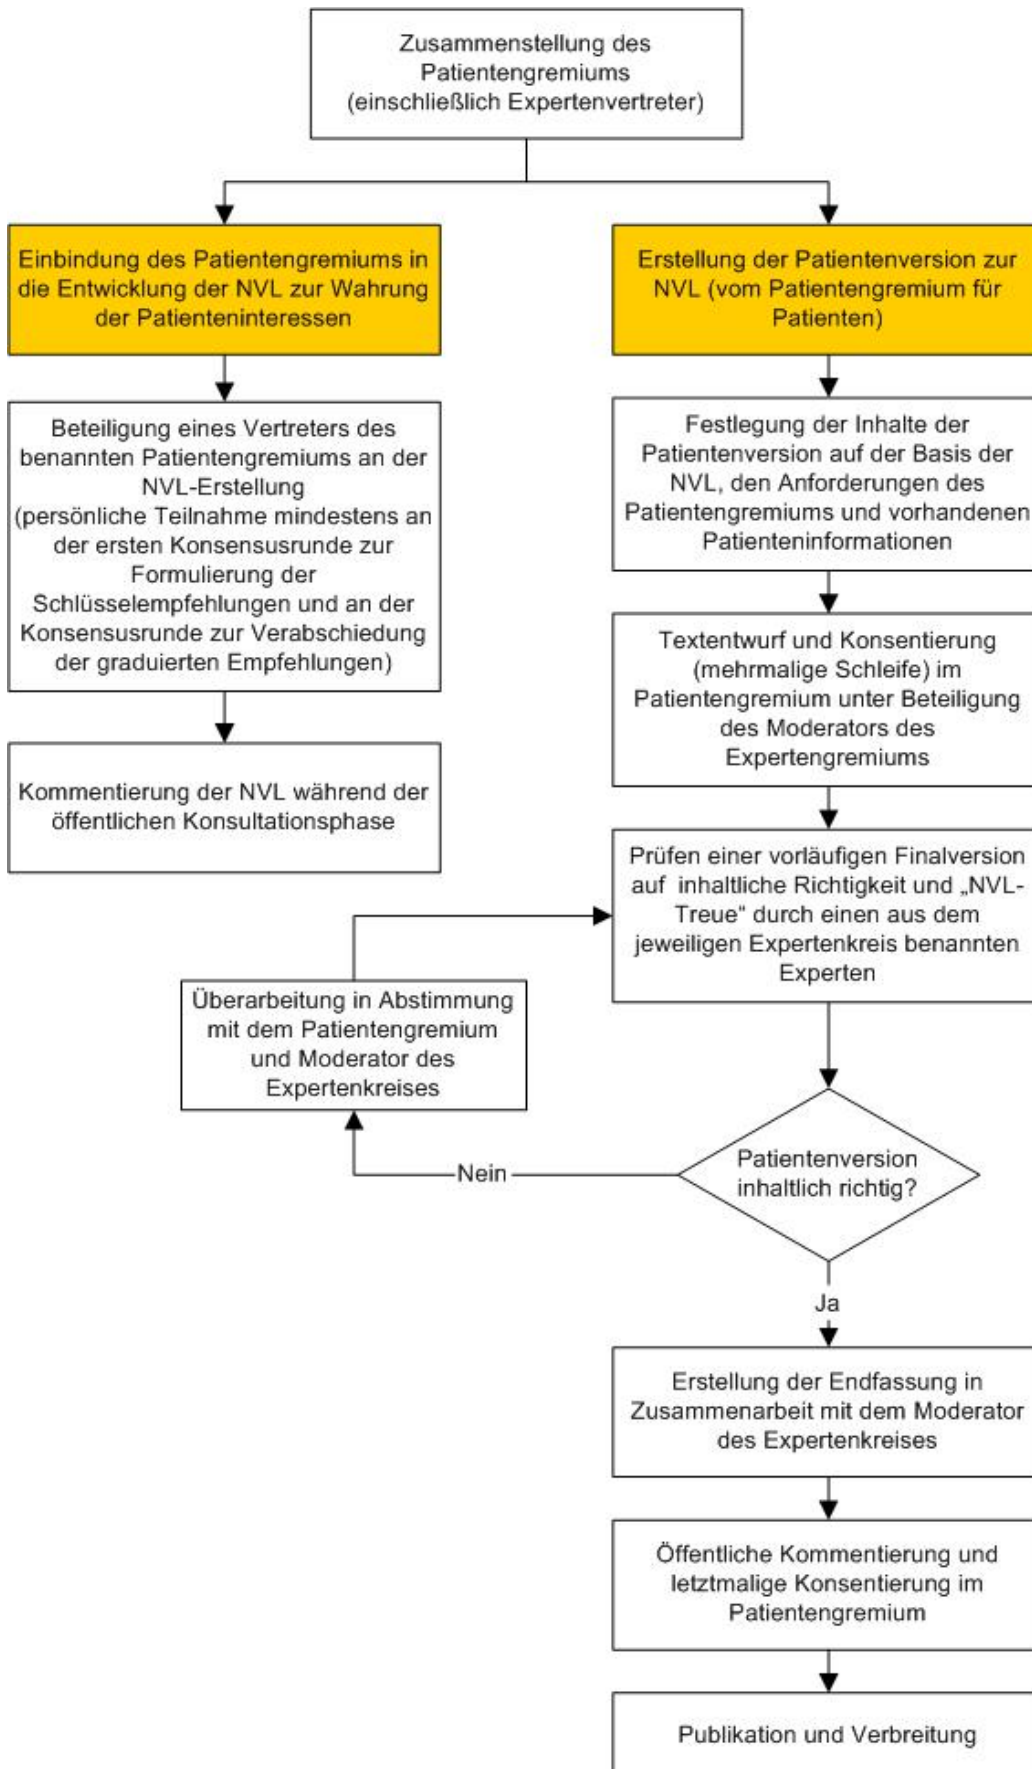 Zusammenstellung des
Patientengremiums
(einschließlich Expertenvertreter)
Einbindung des Patientengremiums in
die Entwicklung der NVL zur Wahrung
der Patienteninteressen
Beteiligung eines Vertreters des
benannten Patientengremiums an der
NVL-Erstellung
(persönliche Teilnahme mindestens an
der ersten Konsensusrunde zur
Formulierung der
Schlüsselempfehlungen und an der
Konsensusrunde zur Verabschiedung
der graduierten Empfehlungen)
Kommentierung der NVL während der
öffentlichen Konsultationsphase
Erstellung der Patientenversion zur
NVL (vom Patientengremium für
Patienten)
Festlegung der Inhalte der
Patientenversion auf der Basis der
NVL, den Anforderungen des
Patientengremiums und vorhandenen
Patienteninformationen
Textentwurf und Konsentierung
(mehrmalige Schleife) im
Patientengremium unter Beteiligung
des Moderators des
Expertengremiums
Prüfen einer vorläufigen Finalversion
auf  inhaltliche Richtigkeit und „NVL-
Treue“ durch einen aus dem
jeweiligen Expertenkreis benannten
Experten
Überarbeitung in Abstimmung
mit dem Patientengremium
und Moderator des
Expertenkreises
Patientenversion
inhaltlich richtig?
Nein
Ja
Erstellung der Endfassung in
Zusammenarbeit mit dem Moderator
des Expertenkreises
Öffentliche Kommentierung und
letztmalige Konsentierung im
Patientengremium
Publikation und Verbreitung